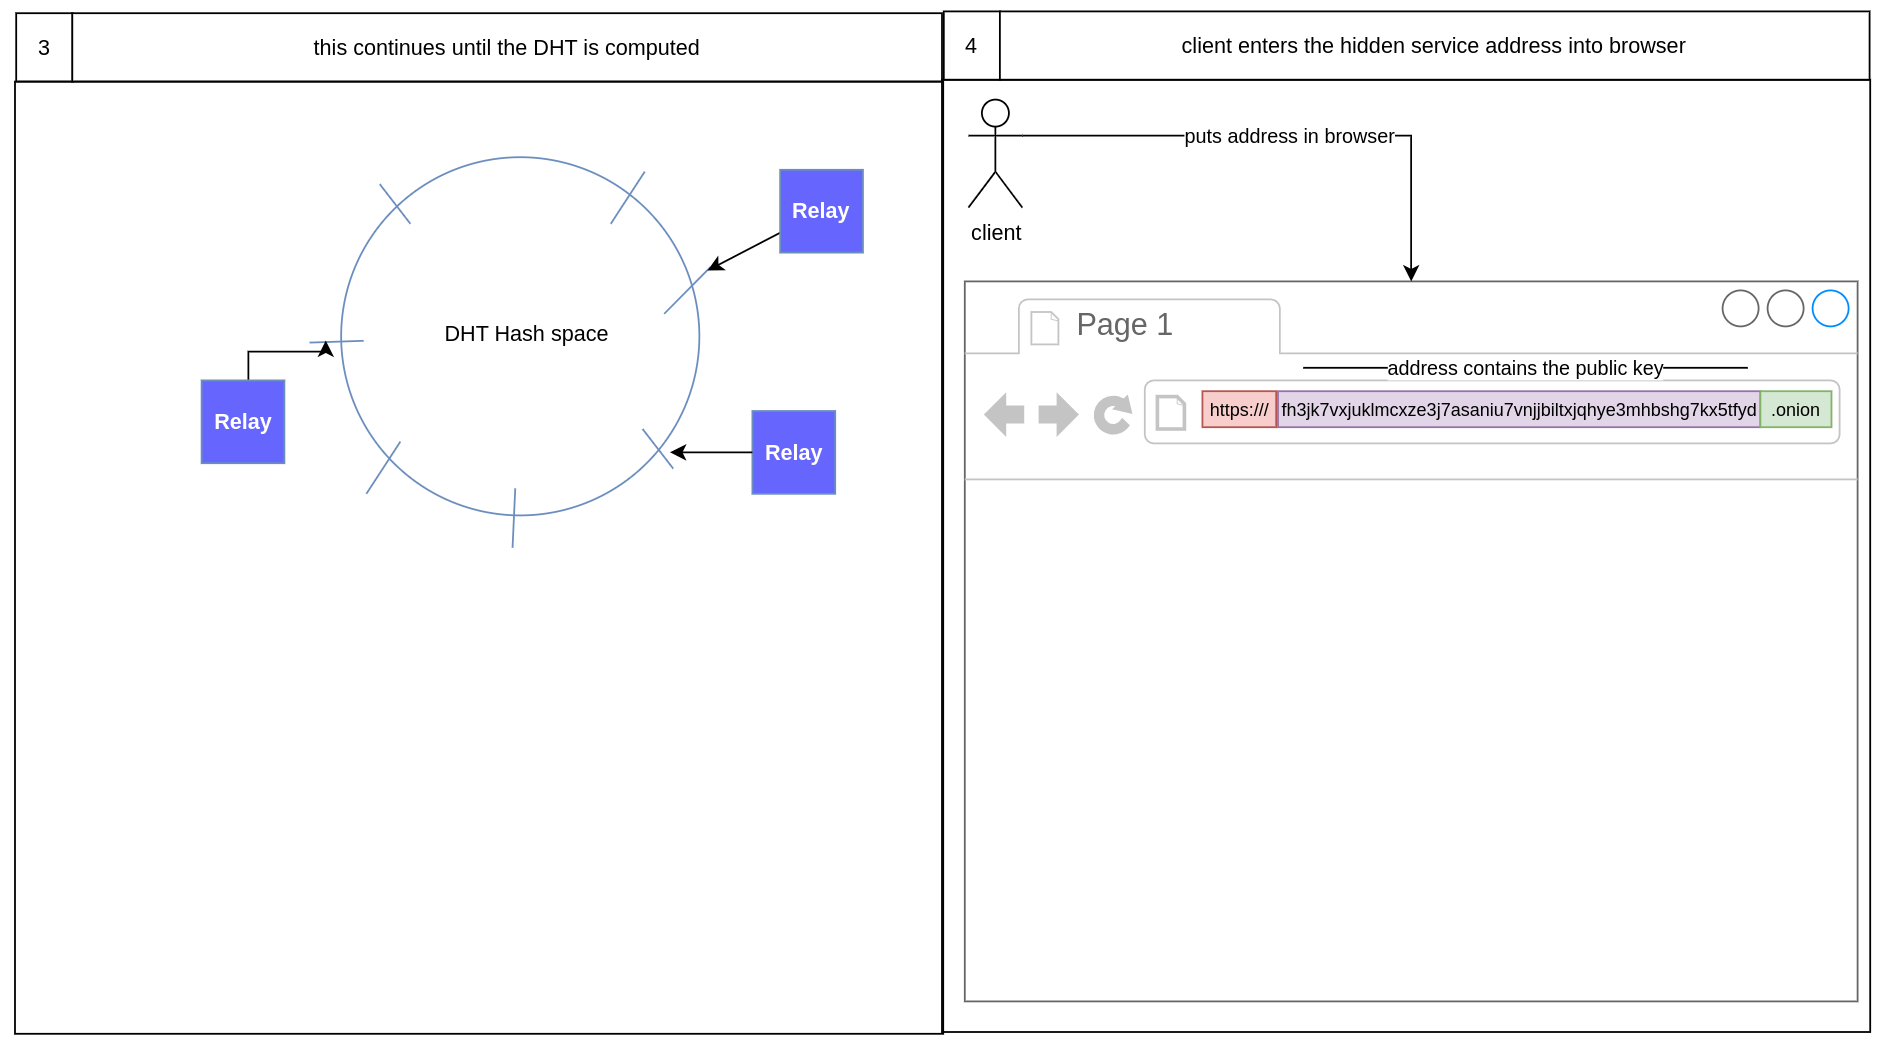 3
this continues until the DHT is computed
Relay
DHT Hash space
Relay
Relay
4
client enters the hidden service address into browser
puts address in browser
client
Page 1
address contains the public key
https:///
fh3jk7vxjuklmcxze3j7asaniu7vnjjbiltxjqhye3mhbshg7kx5tfyd
.onion